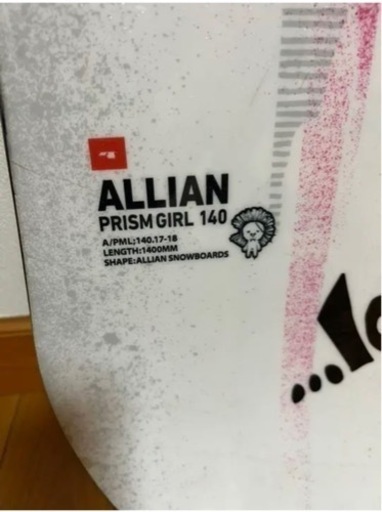 ALLIAN
PRISM GIRL 140
A/PML:140.17-18
LENGTH:1400MM
SHAPE:ALLIAN SNOWBOARDS